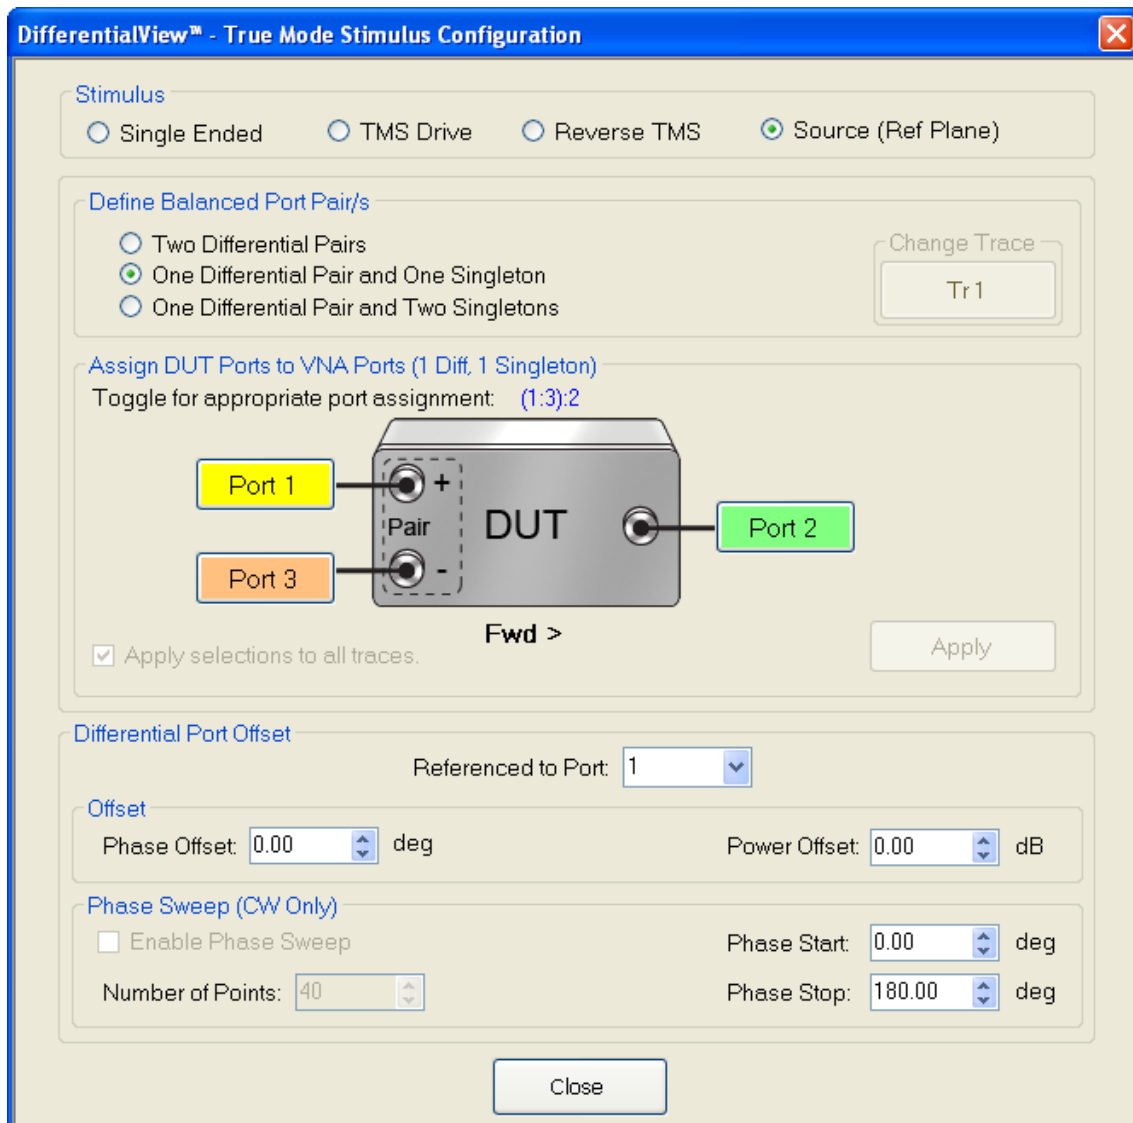 DifferentialView™ - True Mode Stimulus Configuration
Stimulus
Single Ended TMS Drive Reverse TMS Source (Ref Plane)
Define Balanced Port Pair/s
Two Differential Pairs
One Differential Pair and One Singleton
One Differential Pair and Two Singletons
Change Trace
Tr1
Assign DUT Ports to VNA Ports (1 Diff, 1 Singleton)
Toggle for appropriate port assignment: (1:3):2
Port 1
+
Pair
DUT
Port 2
Port 3
-
Fwd >
Apply selections to all traces.
Apply
Differential Port Offset
Referenced to Port: 1
Offset
Phase Offset: 0.00 deg
Power Offset: 0.00 dB
Phase Sweep (CW Only)
Enable Phase Sweep
Phase Start: 0.00 deg
Number of Points: 40
Phase Stop: 180.00 deg
Close